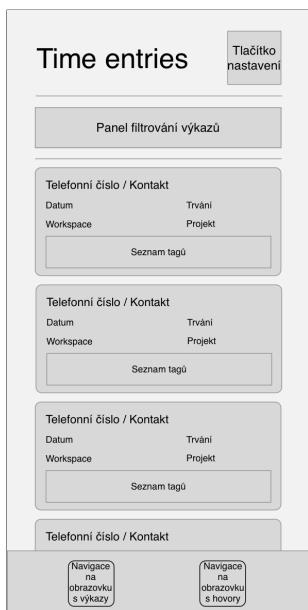 Time entries
Tlačítko
nastavení
Panel filtrování výkazů
Telefonní číslo / Kontakt
Datum Trvání
Workspace Projekt
Seznam tagů
Telefonní číslo / Kontakt
Datum Trvání
Workspace Projekt
Seznam tagů
Telefonní číslo / Kontakt
Datum Trvání
Workspace Projekt
Seznam tagů
Telefonní číslo / Kontakt
Navigace
na
obrazovku
s výkazy
Navigace
na
obrazovku
s hovory